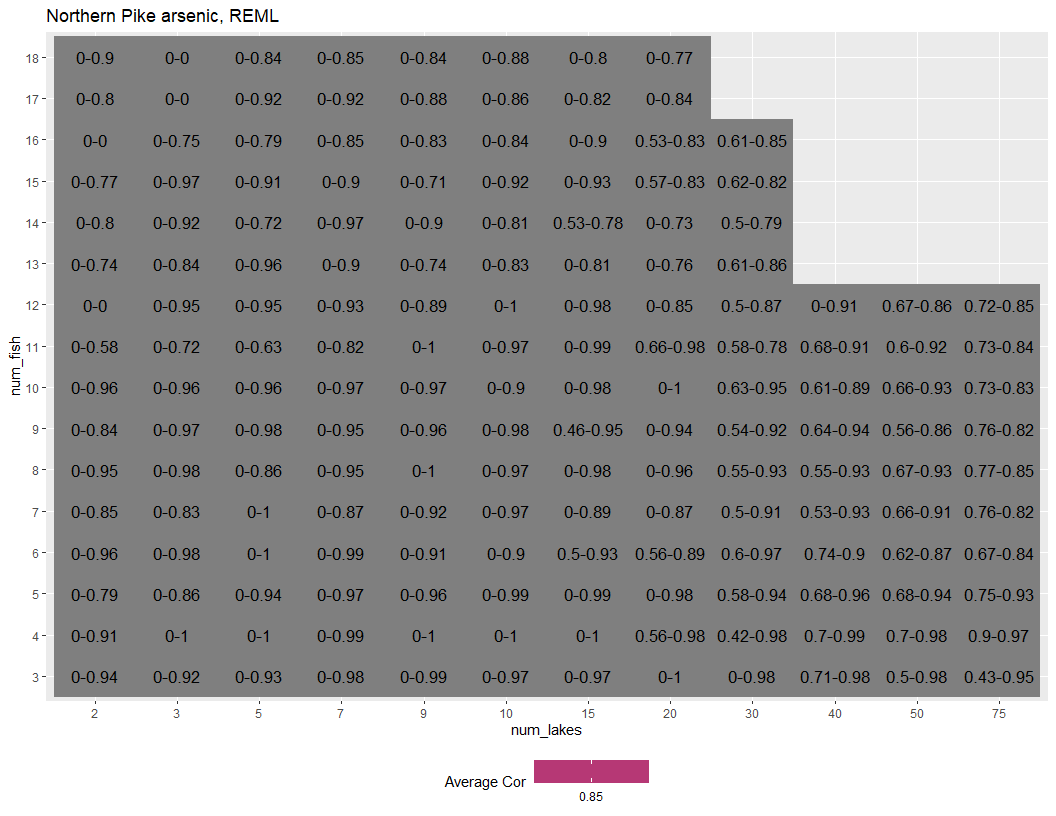 Northern Pike arsenic, REML
18 0-0.9 0-0 0-0.84 0-0.85 0-0.84 0-0.88 0-0.8 0-0.77
17 0-0.8 0-0 0-0.92 0-0.92 0-0.88 0-0.86 0-0.82 0-0.84
16 0-0 0-0.75 0-0.79 0-0.85 0-0.83 0-0.84 0-0.9 0.53-0.83 0.61-0.85
15 0-0.77 0-0.97 0-0.91 0-0.9 0-0.71 0-0.92 0-0.93 0.57-0.83 0.62-0.82
14 0-0.8 0-0.92 0-0.72 0-0.97 0-0.9 0-0.81 0.53-0.78 0-0.73 0.5-0.79
13 0-0.74 0-0.84 0-0.96 0-0.9 0-0.74 0-0.83 0-0.81 0-0.76 0.61-0.86
12 0-0 0-0.95 0-0.95 0-0.93 0-0.89 0-1 0-0.98 0-0.85 0.5-0.87 0-0.91 0.67-0.86 0.72-0.85
11 0-0.58 0-0.72 0-0.63 0-0.82 0-1 0-0.97 0-0.99 0.66-0.98 0.58-0.78 0.68-0.91 0.6-0.92 0.73-0.84
10 0-0.96 0-0.96 0-0.96 0-0.97 0-0.97 0-0.9 0-0.98 0-1 0.63-0.95 0.61-0.89 0.66-0.93 0.73-0.83
9 0-0.84 0-0.97 0-0.98 0-0.95 0-0.96 0-0.98 0.46-0.95 0-0.94 0.54-0.92 0.64-0.94 0.56-0.86 0.76-0.82
8 0-0.95 0-0.98 0-0.86 0-0.95 0-1 0-0.97 0-0.98 0-0.96 0.55-0.93 0.55-0.93 0.67-0.93 0.77-0.85
7 0-0.85 0-0.83 0-1 0-0.87 0-0.92 0-0.97 0-0.89 0-0.87 0.5-0.91 0.53-0.93 0.66-0.91 0.76-0.82
6 0-0.96 0-0.98 0-1 0-0.99 0-0.91 0-0.9 0.5-0.93 0.56-0.89 0.6-0.97 0.74-0.9 0.62-0.87 0.67-0.84
5 0-0.79 0-0.86 0-0.94 0-0.97 0-0.96 0-0.99 0-0.99 0-0.98 0.58-0.94 0.68-0.96 0.68-0.94 0.75-0.93
4 0-0.91 0-1 0-1 0-0.99 0-1 0-1 0-1 0.56-0.98 0.42-0.98 0.7-0.99 0.7-0.98 0.9-0.97
3 0-0.94 0-0.92 0-0.93 0-0.98 0-0.99 0-0.97 0-0.97 0-1 0-0.98 0.71-0.98 0.5-0.98 0.43-0.95
num_fish
2 3 5 7 9 10 15 20 30 40 50 75
num_lakes
Average Cor
0.85